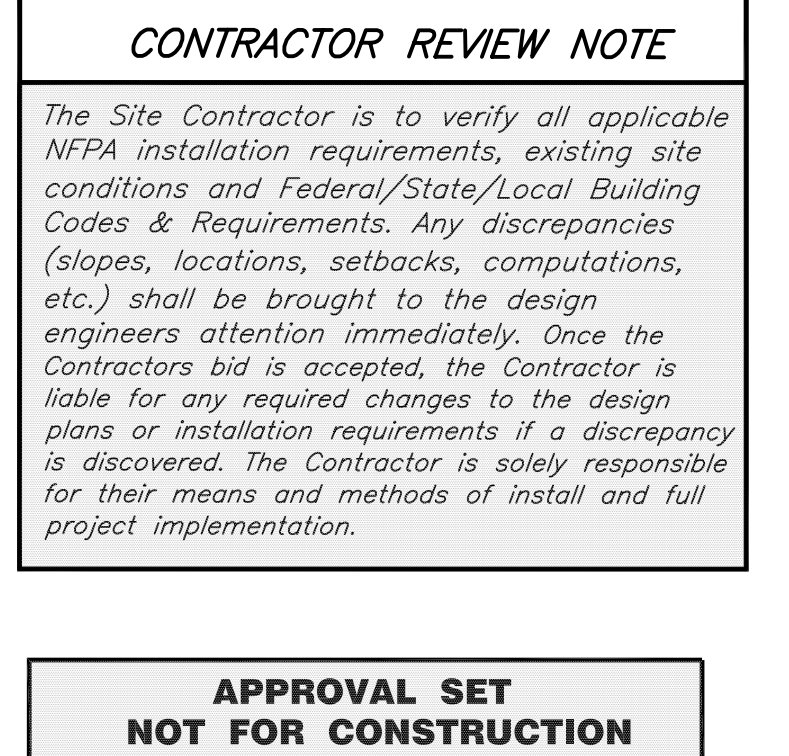 CONTRACTOR REVIEW NOTE
The Site Contractor is to verify all applicable
NFPA installation requirements, existing site
conditions and Federal/State/Local Building
Codes & Requirements. Any discrepancies
(slopes, locations, setbacks, computations,
etc.) shall be brought to the design
engineers attention immediately. Once the
Contractors bid is accepted, the Contractor is
liable for any required changes to the design
plans or installation requirements if a discrepancy
is discovered. The Contractor is solely responsible
for their means and methods of install and full
project implementation.
APPROVAL SET
NOT FOR CONSTRUCTION